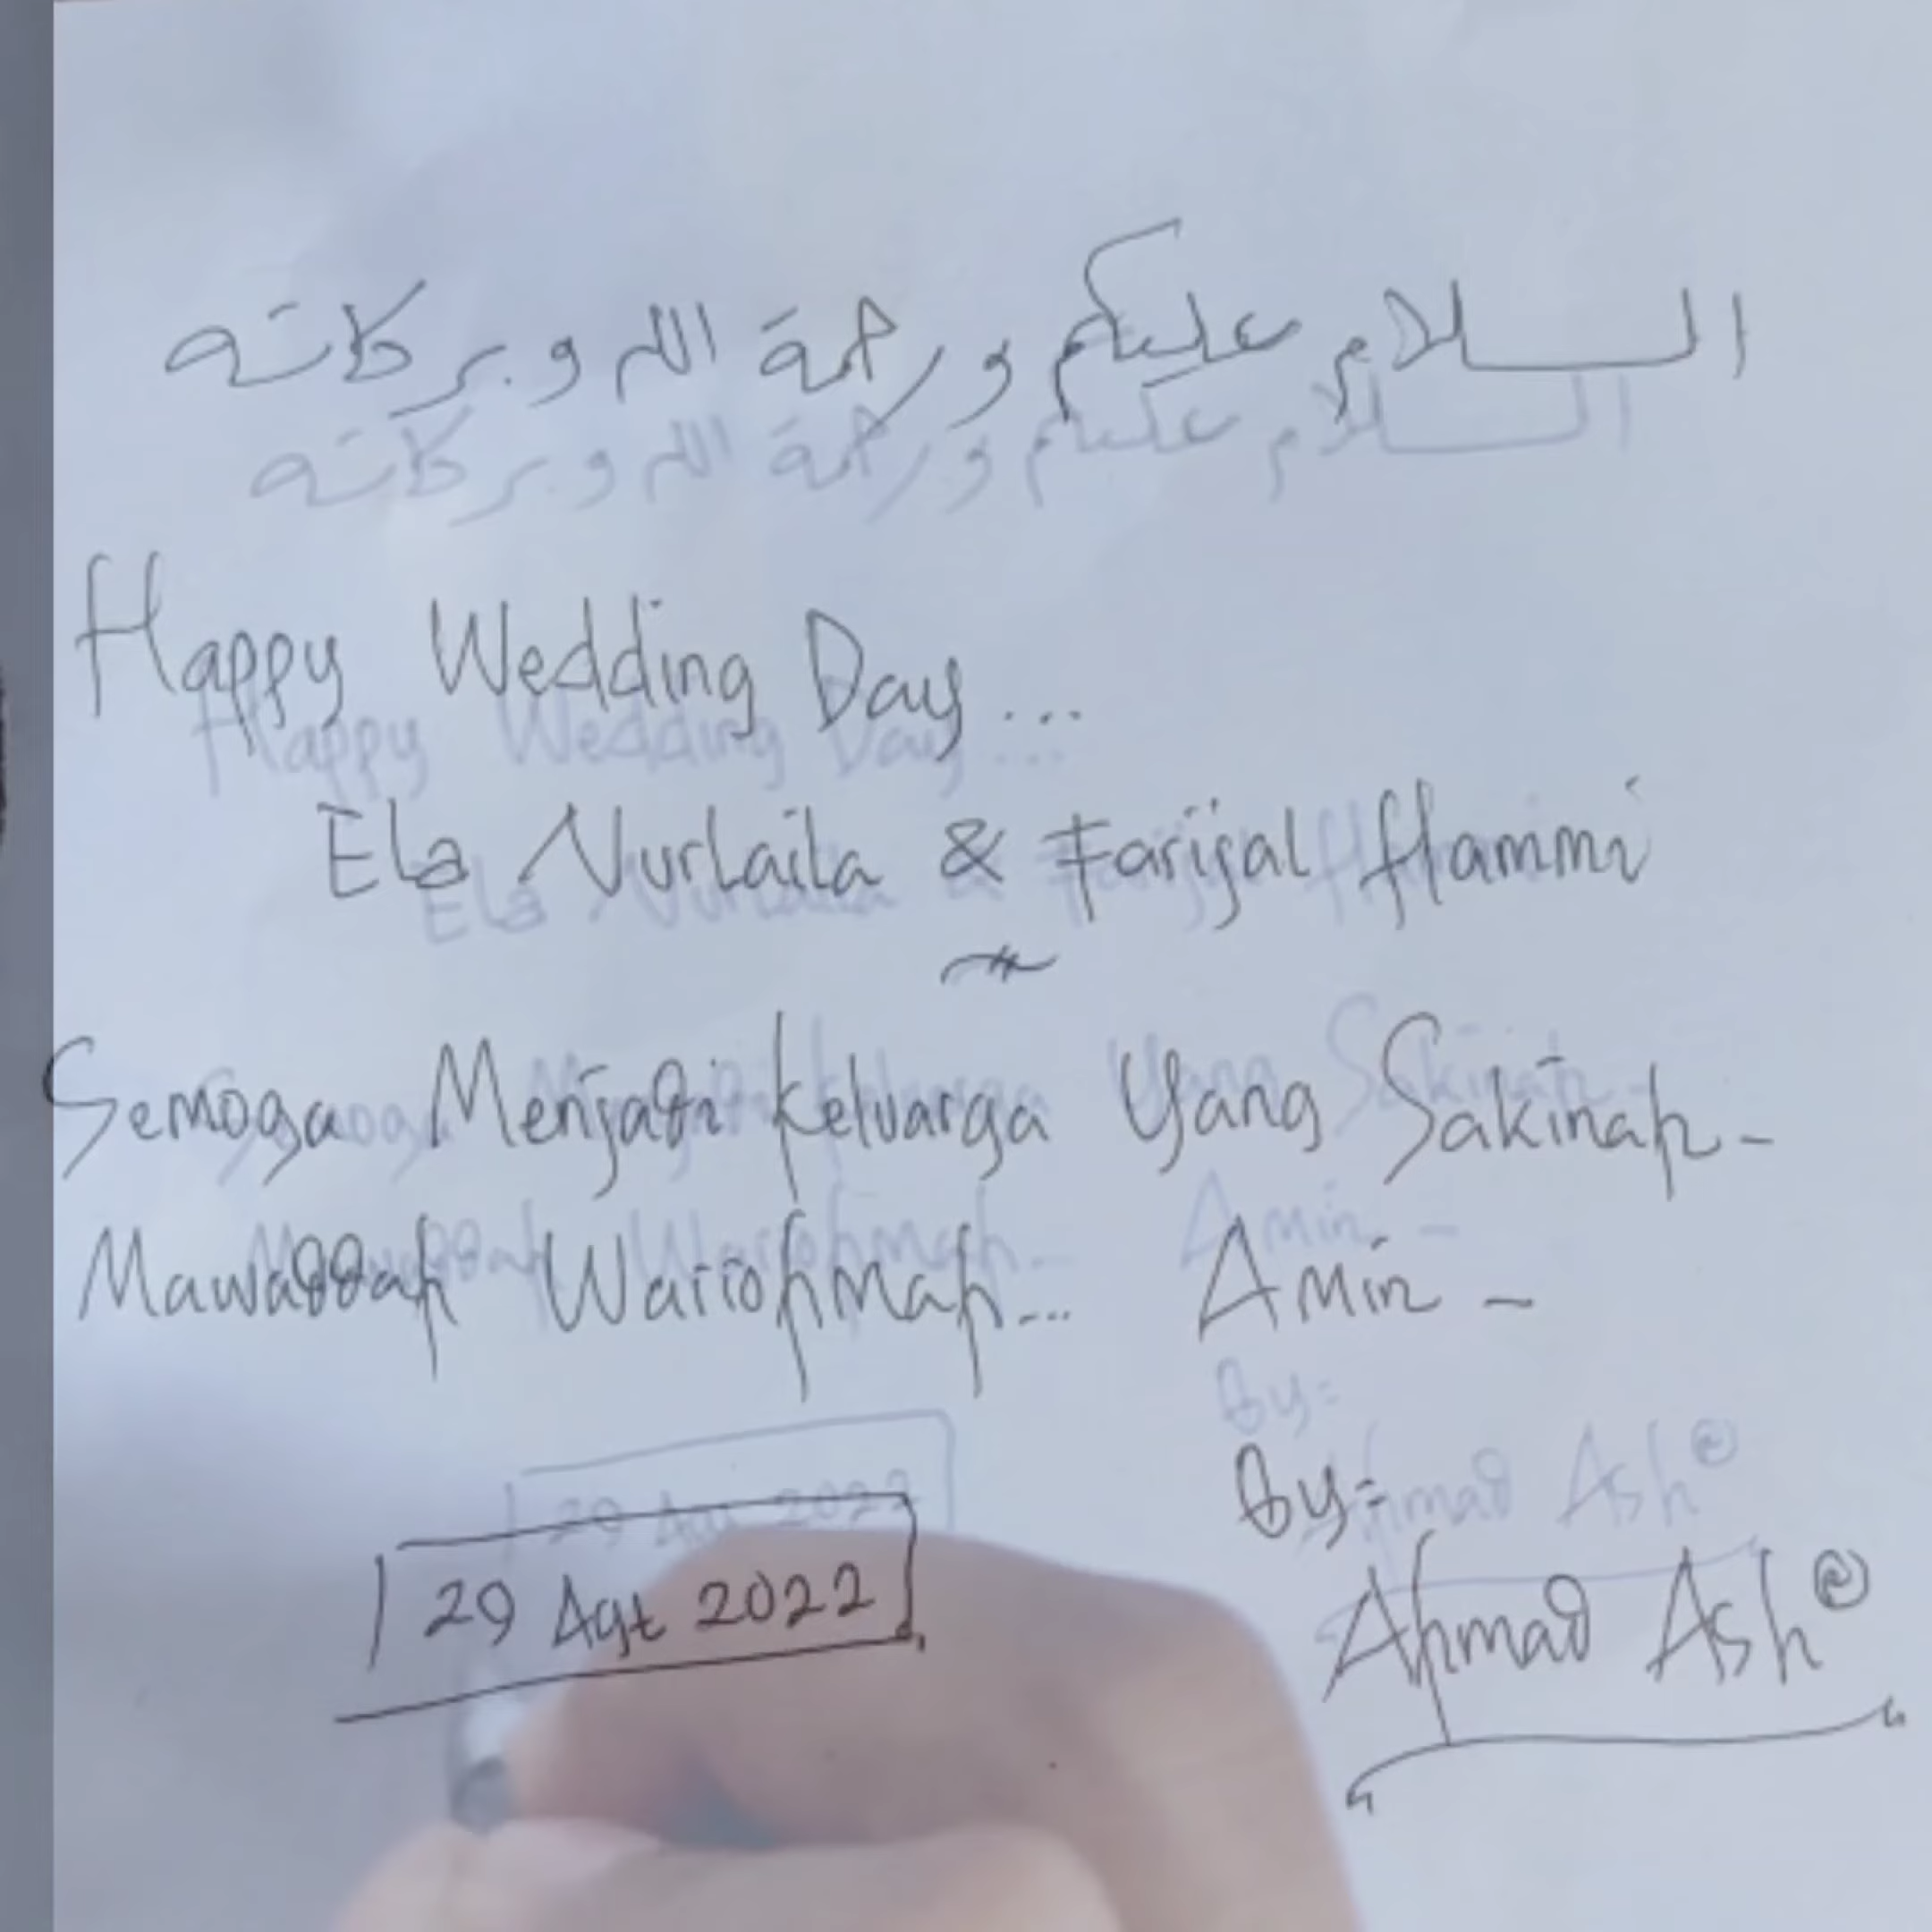 السلام عليكم ورحمة الله وبركاته
Happy Wedding Day...
Ela Nurlaila & Farijal Hammi
Semoga Menjadi Keluarga Yang Sakinah-
Mawaddah Warrohmah... Amin-
By=
29 Agt 2022
Ahmad Ash